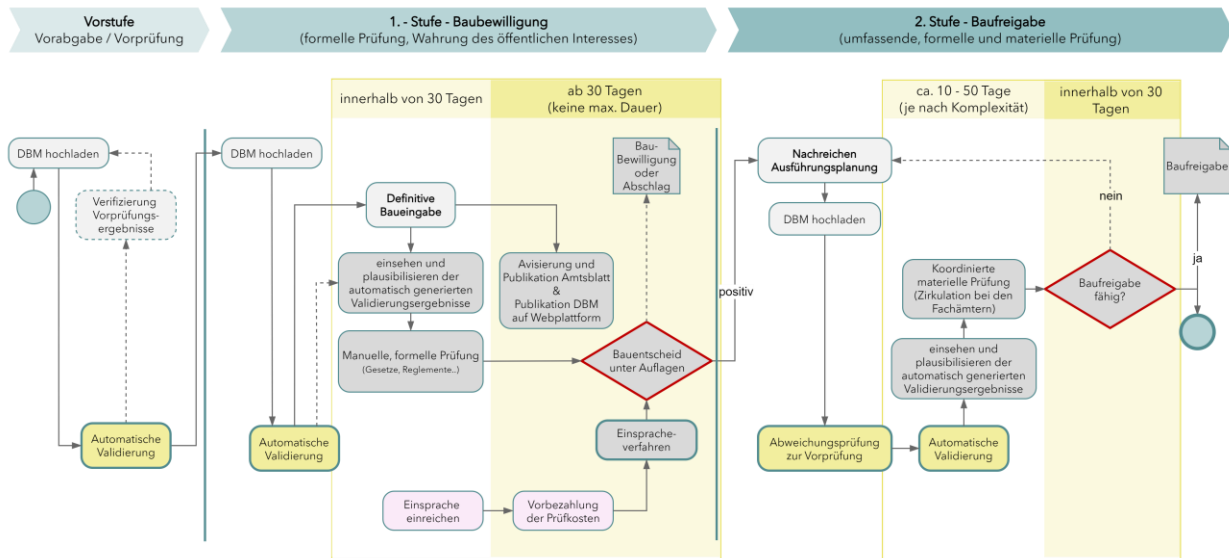 Vorstufe
Vorabgabe / Vorprüfung
1. - Stufe - Baubewilligung
(formelle Prüfung, Wahrung des öffentlichen Interesses)
2. Stufe - Baufreigabe
(umfassende, formelle und materielle Prüfung)
innerhalb von 30 Tagen
ab 30 Tagen
(keine max. Dauer)
ca. 10 - 50 Tage
(je nach Komplexität)
innerhalb von 30
Tagen
DBM hochladen
Verifizierung
Vorprüfungs-
ergebnisse
Automatische
Validierung
DBM hochladen
Automatische
Validierung
Definitive
Baueingabe
einsehen und
plausibilisieren der
automatisch generierten
Validierungsergebnisse
Manuelle, formelle Prüfung
(Gesetze, Reglemente..)
Avisierung und
Publikation Amtsblatt
&
Publikation DBM
auf Webplattform
Bau-
Bewilligung
oder
Abschlag
Bauentscheid
unter Auflagen
Einsprache-
verfahren
Einsprache
einreichen
Vorbezahlung
der Prüfkosten
positiv
Nachreichen
Ausführungsplanung
DBM hochladen
Abweichungsprüfung
zur Vorprüfung
Automatische
Validierung
einsehen und
plausibilisieren der
automatisch generierten
Validierungsergebnisse
Koordinierte
materielle Prüfung
(Zirkulation bei den
Fachämtern)
Baufreigabe
fähig?
nein
ja
Baufreigabe